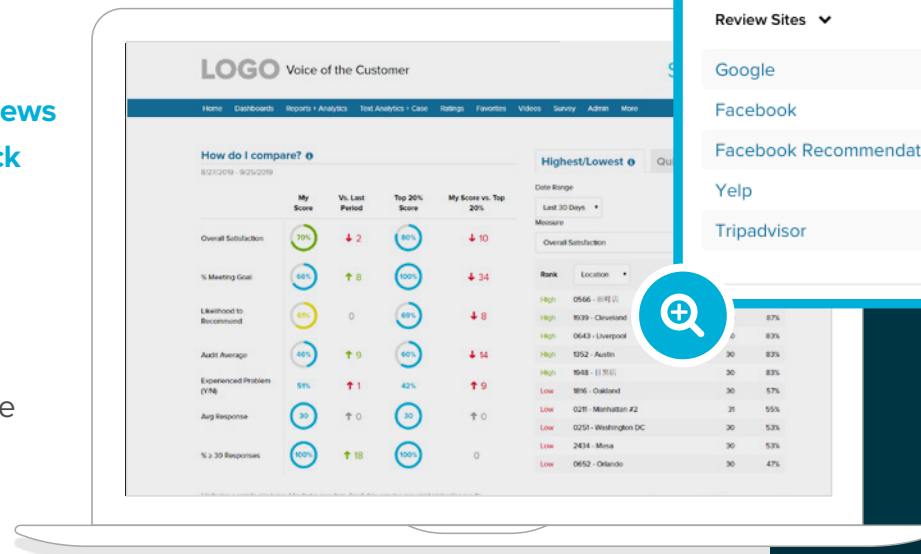 ews
ck
e
LOGO Voice of the Customer
S
Home Dashboards Reports + Analytics Text Analytics + Case Ratings Favorites Videos Survey Admin More
How do I compare?
8/27/2019 - 9/25/2019
My Score Vs. Last Period Top 20% Score My Score vs. Top 20%
Overall Satisfaction 70% 2 80% 10
% Meeting Goal 66% 8 100% 34
Likelihood to Recommend 0 69% 8
Audit Average 46% 9 60% 14
Experienced Problem (Y/N) 51% 1 42% 9
Avg Response 30 0 30 0
% ≥ 30 Responses 100% 18 100% 0
Highest/Lowest Qu
Date Range
Last 30 Days
Measure
Overall Satisfaction
Rank Location
High 0566 -
High 1939 - Cleveland 87%
High 0643 - Liverpool 83%
High 1352 - Austin 30 83%
High 1948 - 30 83%
Low 1816 - Oakland 30 57%
Low 0211 - Manhattan #2 31 55%
Low 0251 - Washington DC 30 53%
Low 2434 - Mesa 30 53%
Low 0652 - Orlando 30 47%
Review Sites
Google
Facebook
Facebook Recommendat
Yelp
Tripadvisor